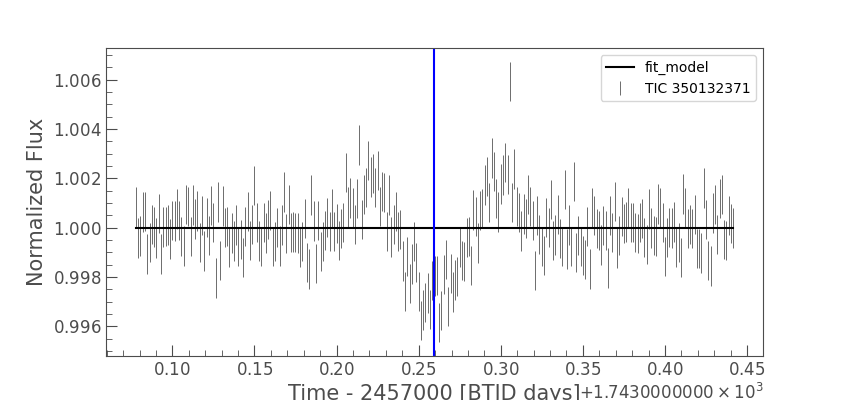 1.006
1.004
1.002
1.000
0.998
0.996
Normalized Flux
fit_model
TIC 350132371
0.10 0.15 0.20 0.25 0.30 0.35 0.40 0.45
Time - 2457000 [BTJD days]
+1.7430000000 × 10³